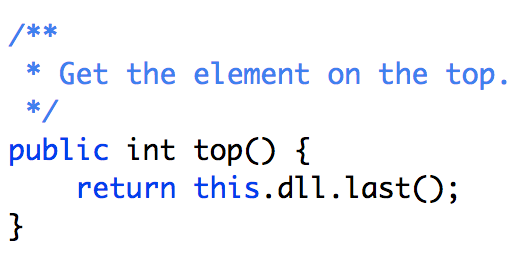 /**
 * Get the element on the top.
 */
public int top() {
    return this.dll.last();
}